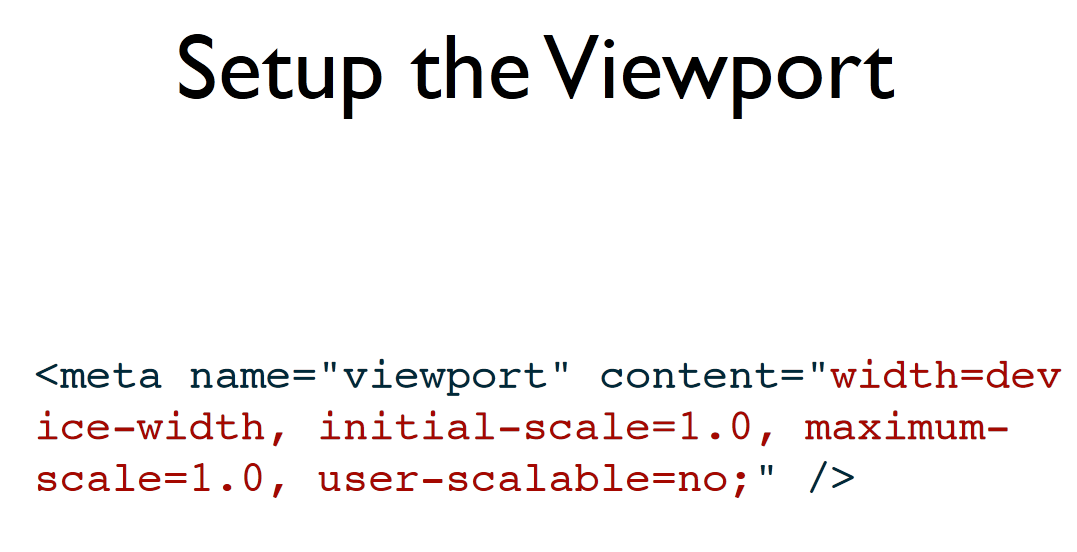 Setup the Viewport
<meta name="viewport" content="width=dev
ice-width, initial-scale=1.0, maximum-
scale=1.0, user-scalable=no;" />